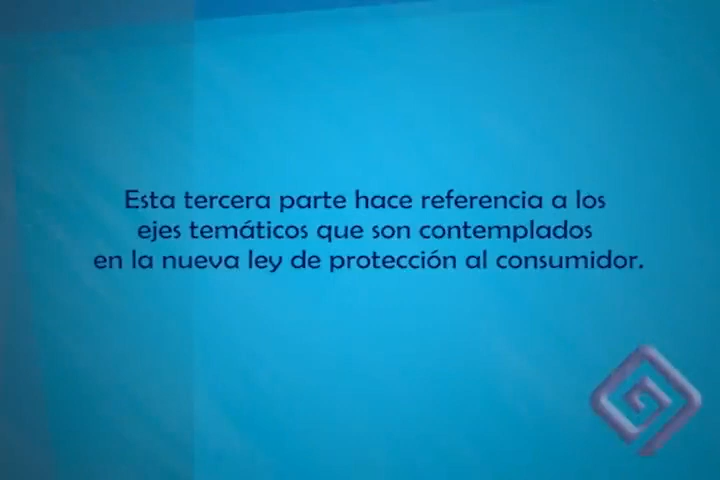 Esta tercera parte hace referencia a los
ejes temáticos que son contemplados
en la nueva ley de protección al consumidor.